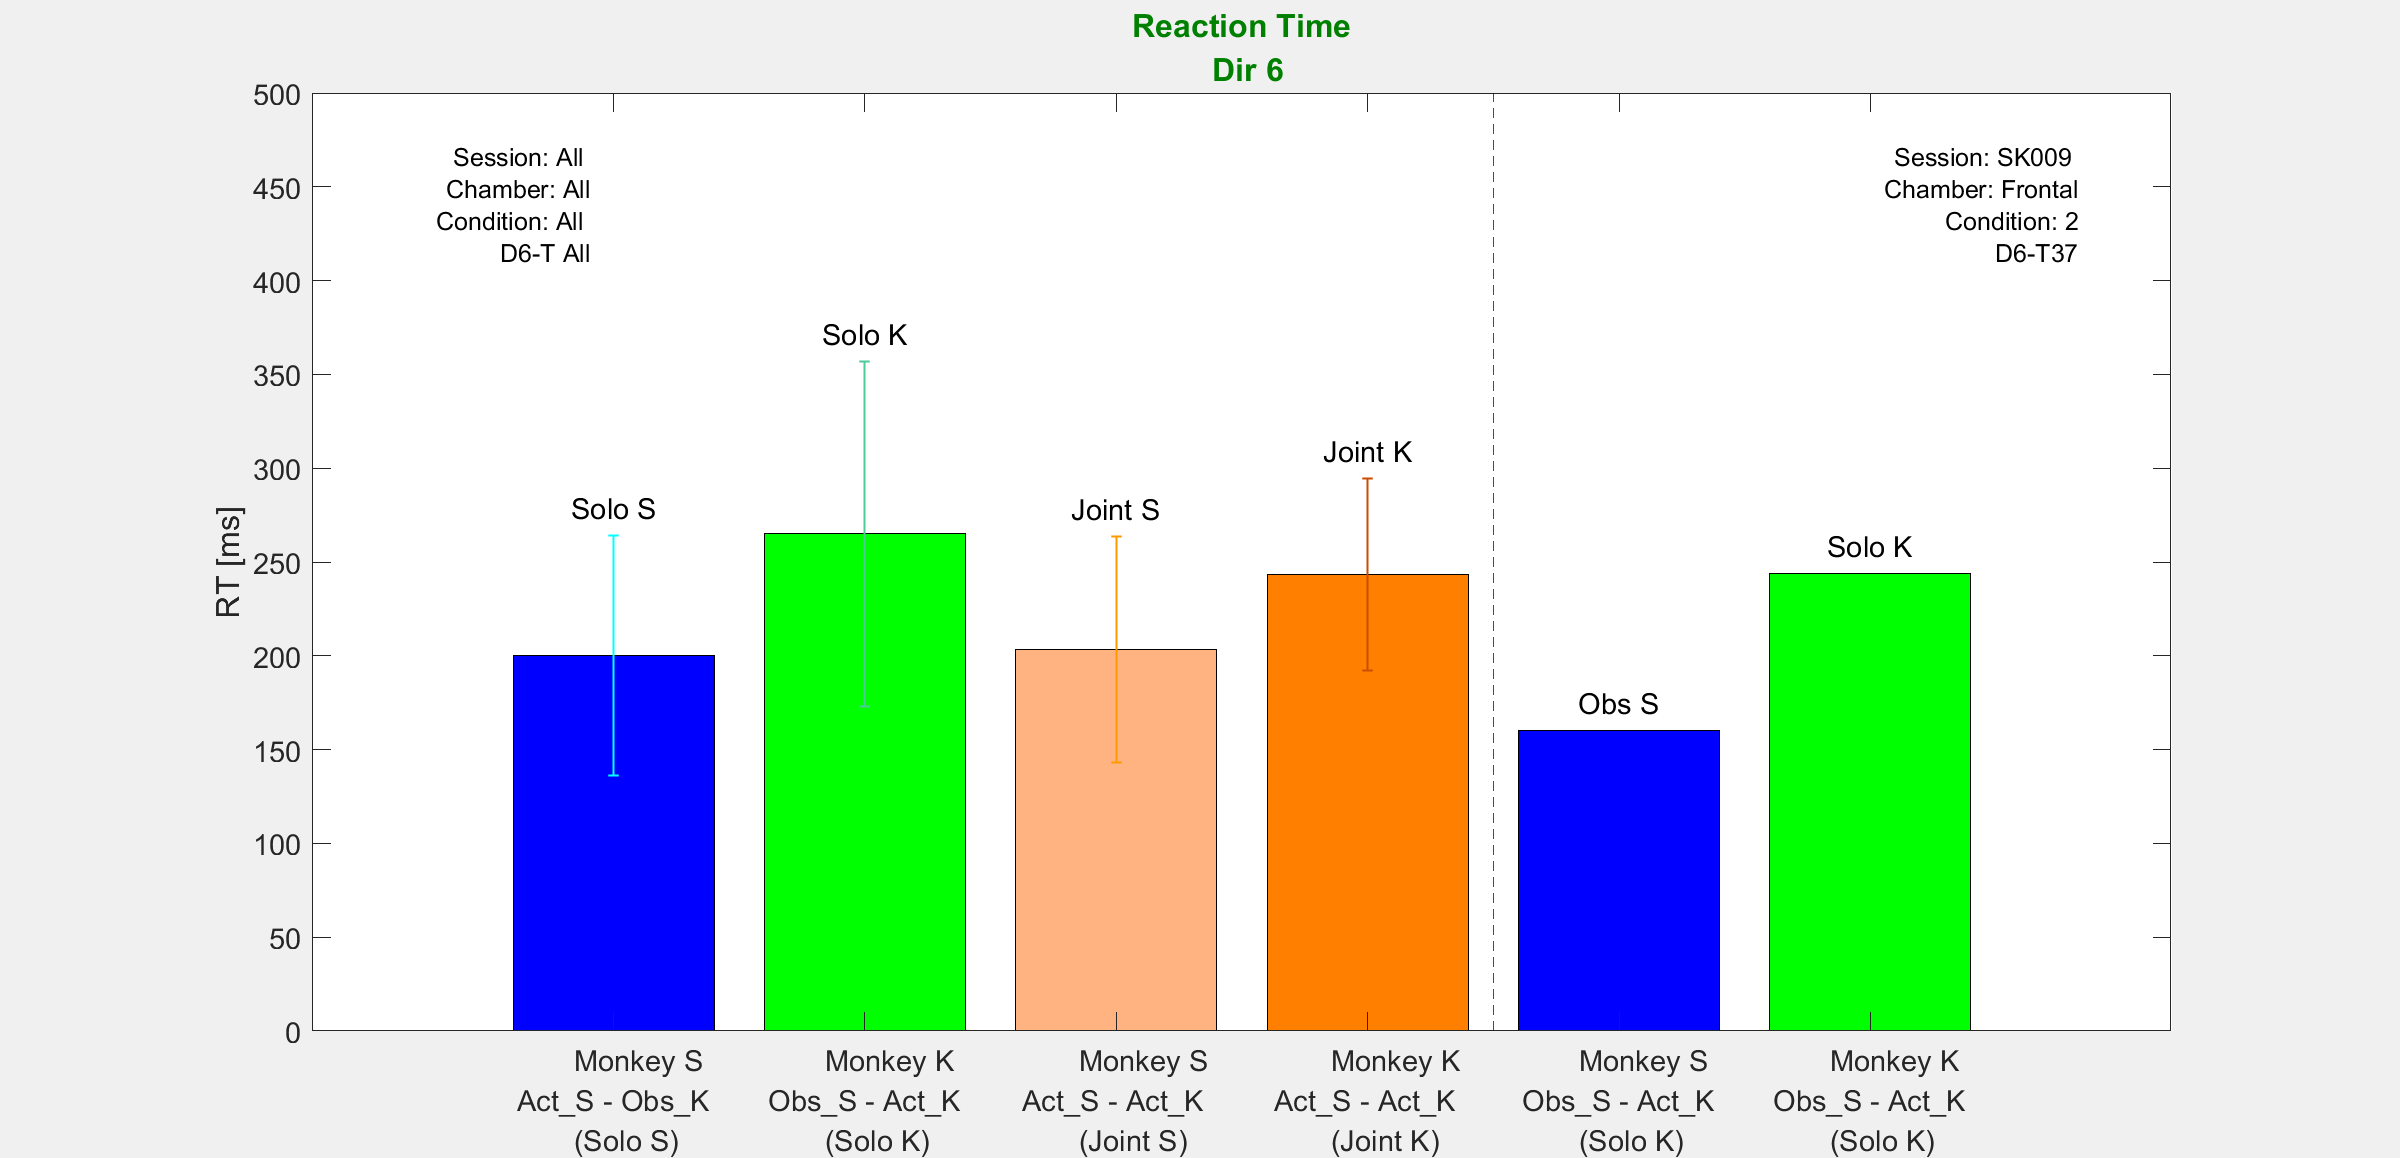 Reaction Time
Dir 6
500
450
400
350
300
250
200
150
100
50
0
RT [ms]
Session: All
Chamber: All
Condition: All
D6-T All
Session: SK009
Chamber: Frontal
Condition: 2
D6-T37
Solo S
Solo K
Joint S
Joint K
Obs S
Solo K
Monkey S
Act_S - Obs_K
(Solo S)
Monkey K
Obs_S - Act_K
(Solo K)
Monkey S
Act_S - Act_K
(Joint S)
Monkey K
Act_S - Act_K
(Joint K)
Monkey S
Obs_S - Act_K
(Solo K)
Monkey K
Obs_S - Act_K
(Solo K)